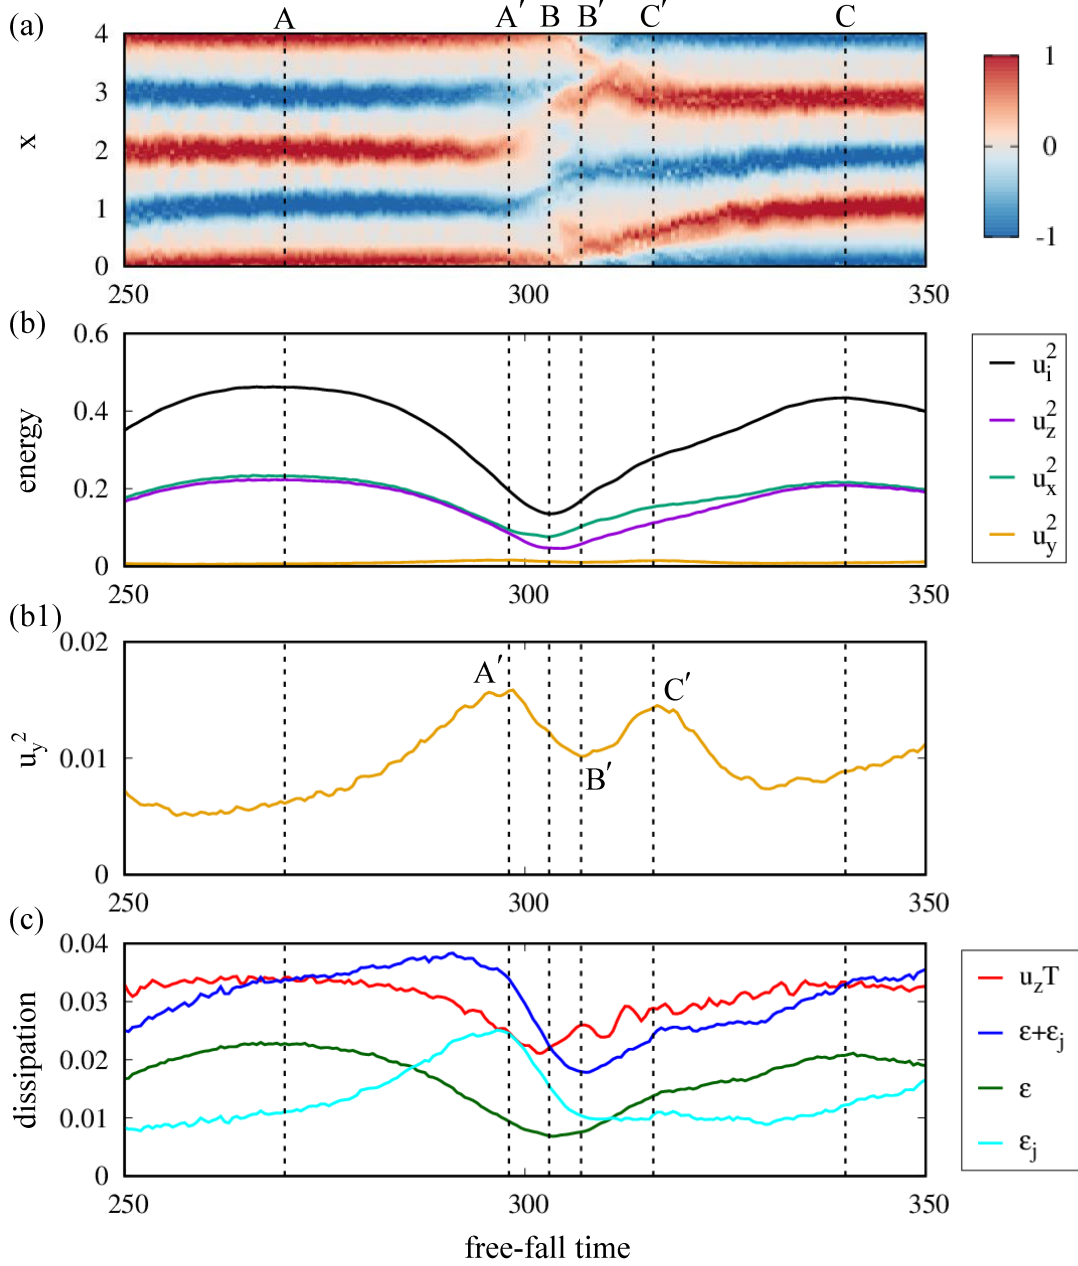 (a)
A A′ B B′ C′ C
4
3
2
1
0
x
250 300 350
1
0
-1
(b)
0.6
0.4
0.2
0
energy
250 300 350
u_i^2
u_z^2
u_x^2
u_y^2
(b1)
0.02
0.01
0
u_y^2
A′
B′
C′
250 300 350
(c)
0.04
0.03
0.02
0.01
0
dissipation
250 300 350
free-fall time
u_zT
ε+ε_j
ε
ε_j